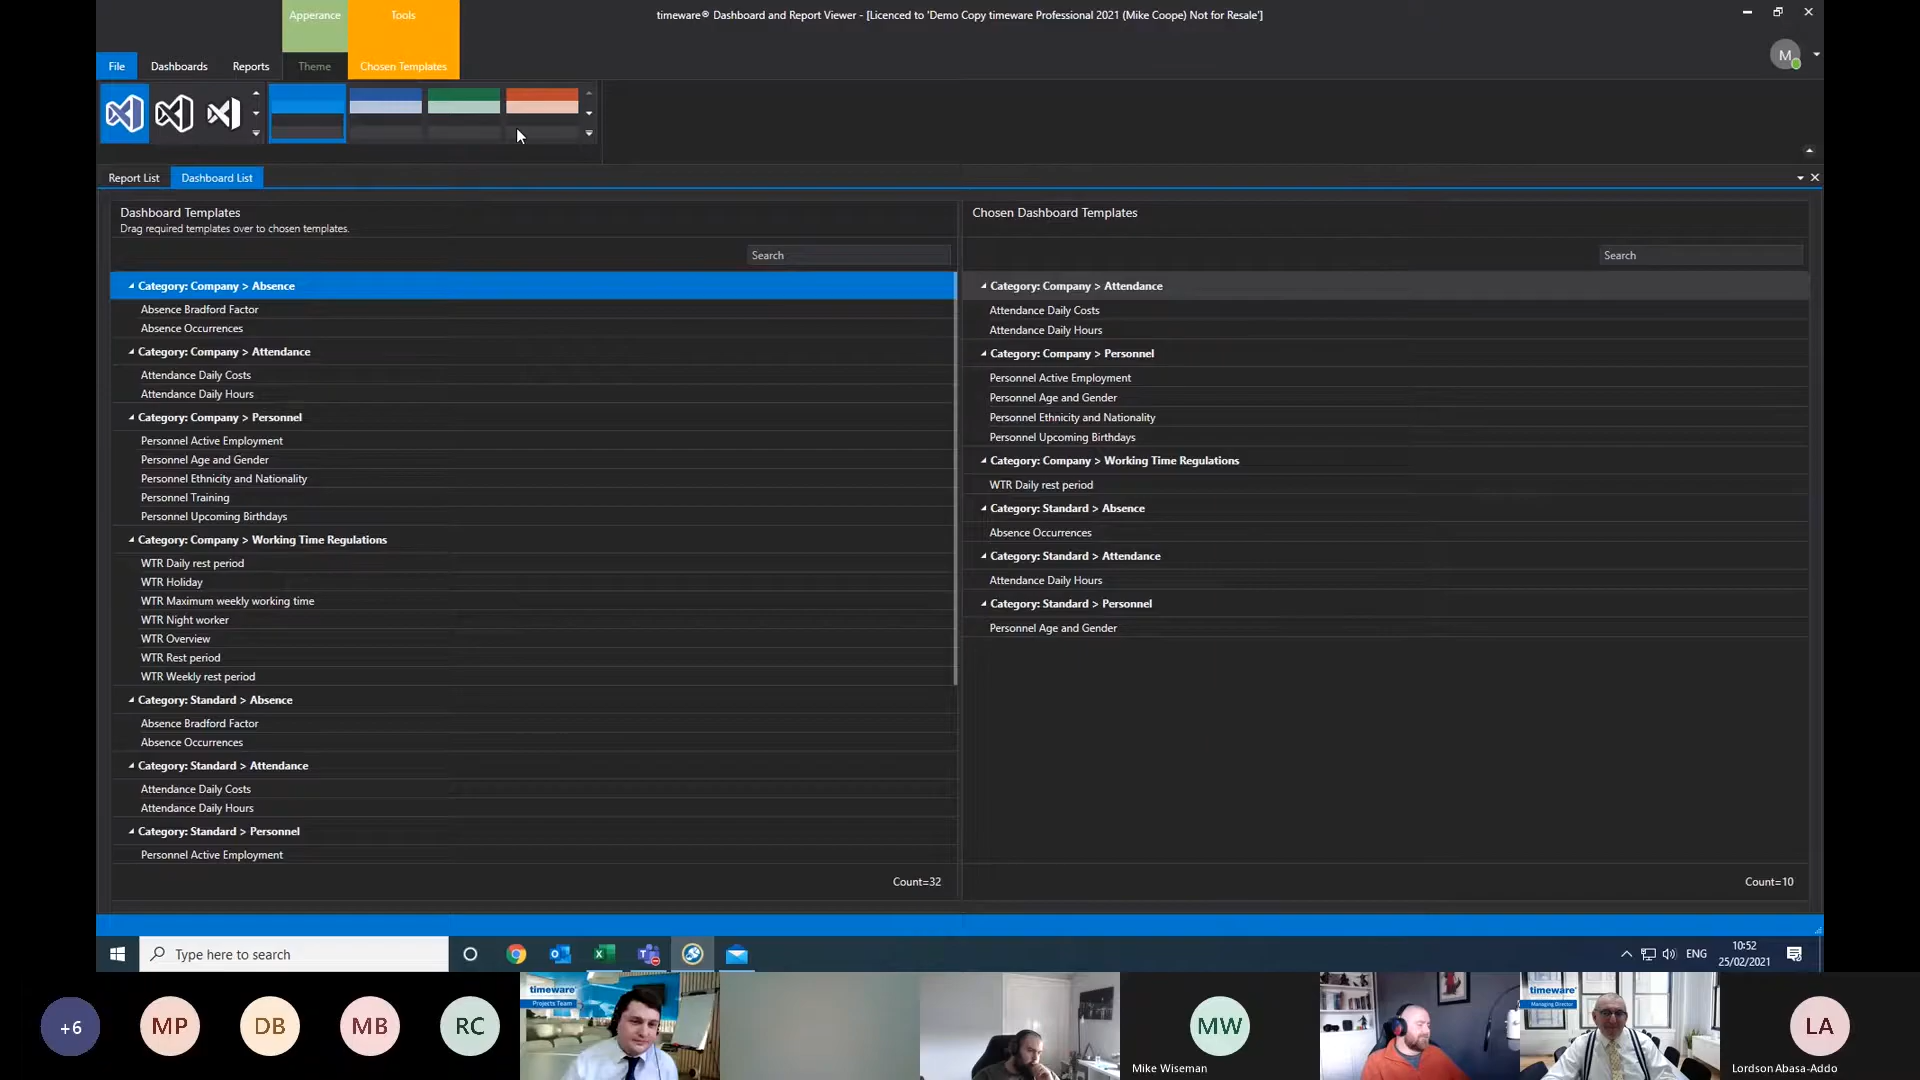 Apperance
Tools
timeware® Dashboard and Report Viewer - [Licenced to 'Demo Copy timeware Professional 2021 (Mike Coope) Not for Resale']
File
Dashboards
Reports
Theme
Chosen Templates
M
Report List
Dashboard List
Dashboard Templates
Drag required templates over to chosen templates.
Search
Category: Company > Absence
Absence Bradford Factor
Absence Occurrences
Category: Company > Attendance
Attendance Daily Costs
Attendance Daily Hours
Category: Company > Personnel
Personnel Active Employment
Personnel Age and Gender
Personnel Ethnicity and Nationality
Personnel Training
Personnel Upcoming Birthdays
Category: Company > Working Time Regulations
WTR Daily rest period
WTR Holiday
WTR Maximum weekly working time
WTR Night worker
WTR Overview
WTR Rest period
WTR Weekly rest period
Category: Standard > Absence
Absence Bradford Factor
Absence Occurrences
Category: Standard > Attendance
Attendance Daily Costs
Attendance Daily Hours
Category: Standard > Personnel
Personnel Active Employment
Count=32
Chosen Dashboard Templates
Search
Category: Company > Attendance
Attendance Daily Costs
Attendance Daily Hours
Category: Company > Personnel
Personnel Active Employment
Personnel Age and Gender
Personnel Ethnicity and Nationality
Personnel Upcoming Birthdays
Category: Company > Working Time Regulations
WTR Daily rest period
Category: Standard > Absence
Absence Occurrences
Category: Standard > Attendance
Attendance Daily Hours
Category: Standard > Personnel
Personnel Age and Gender
Count=10
Type here to search
ENG
10:52
25/02/2021
+6
MP
DB
MB
RC
timeware®
Projects Team
MW
Mike Wiseman
timeware®
Managing Director
LA
Lordson Abasa-Addo